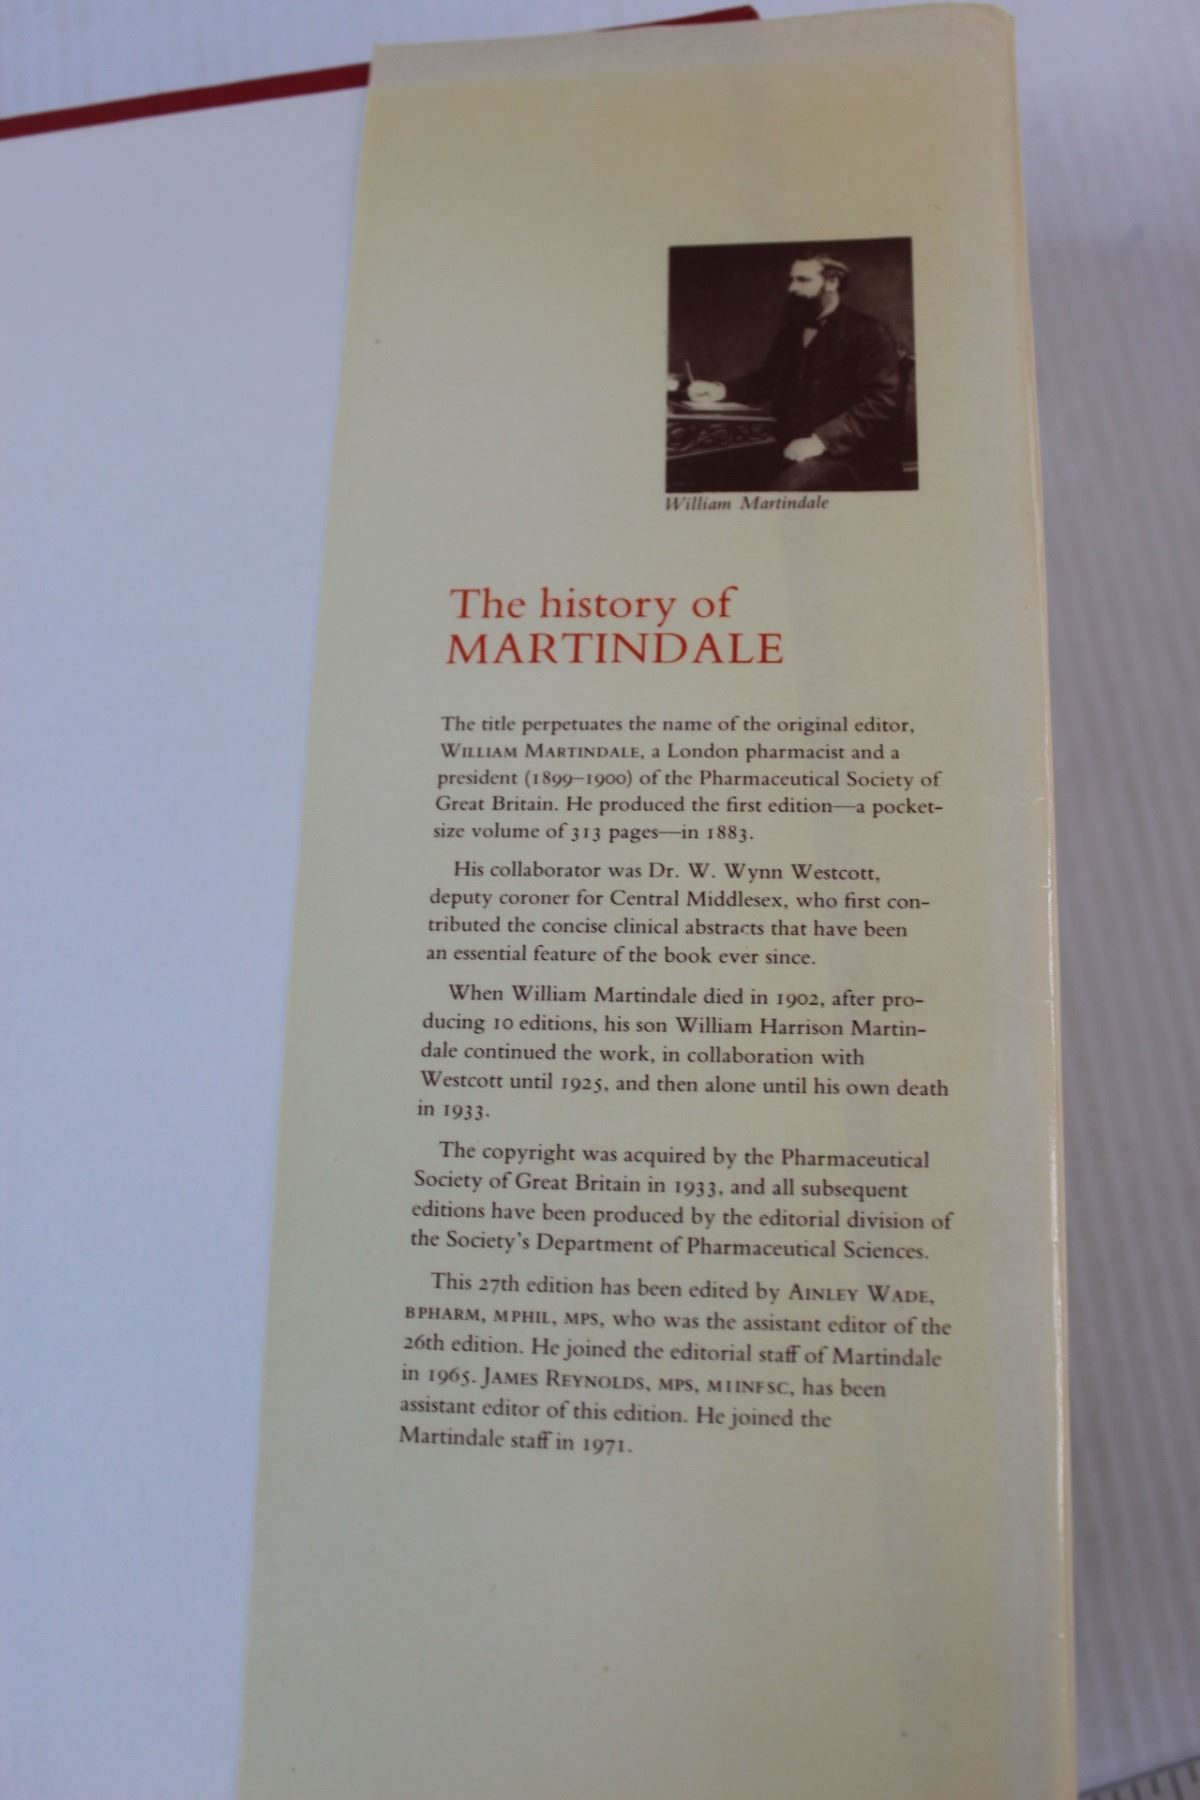 William Martindale
The history of
MARTINDALE
The title perpetuates the name of the original editor,
WILLIAM MARTINDALE, a London pharmacist and a
president (1899–1900) of the Pharmaceutical Society of
Great Britain. He produced the first edition—a pocket-
size volume of 313 pages—in 1883.
His collaborator was Dr. W. Wynn Westcott,
deputy coroner for Central Middlesex, who first con-
tributed the concise clinical abstracts that have been
an essential feature of the book ever since.
When William Martindale died in 1902, after pro-
ducing 10 editions, his son William Harrison Martin-
dale continued the work, in collaboration with
Westcott until 1925, and then alone until his own death
in 1933.
The copyright was acquired by the Pharmaceutical
Society of Great Britain in 1933, and all subsequent
editions have been produced by the editorial division of
the Society's Department of Pharmaceutical Sciences.
This 27th edition has been edited by AINLEY WADE,
BPHARM, MPHIL, MPS, who was the assistant editor of the
26th edition. He joined the editorial staff of Martindale
in 1965. JAMES REYNOLDS, MPS, MIINFSC, has been
assistant editor of this edition. He joined the
Martindale staff in 1971.